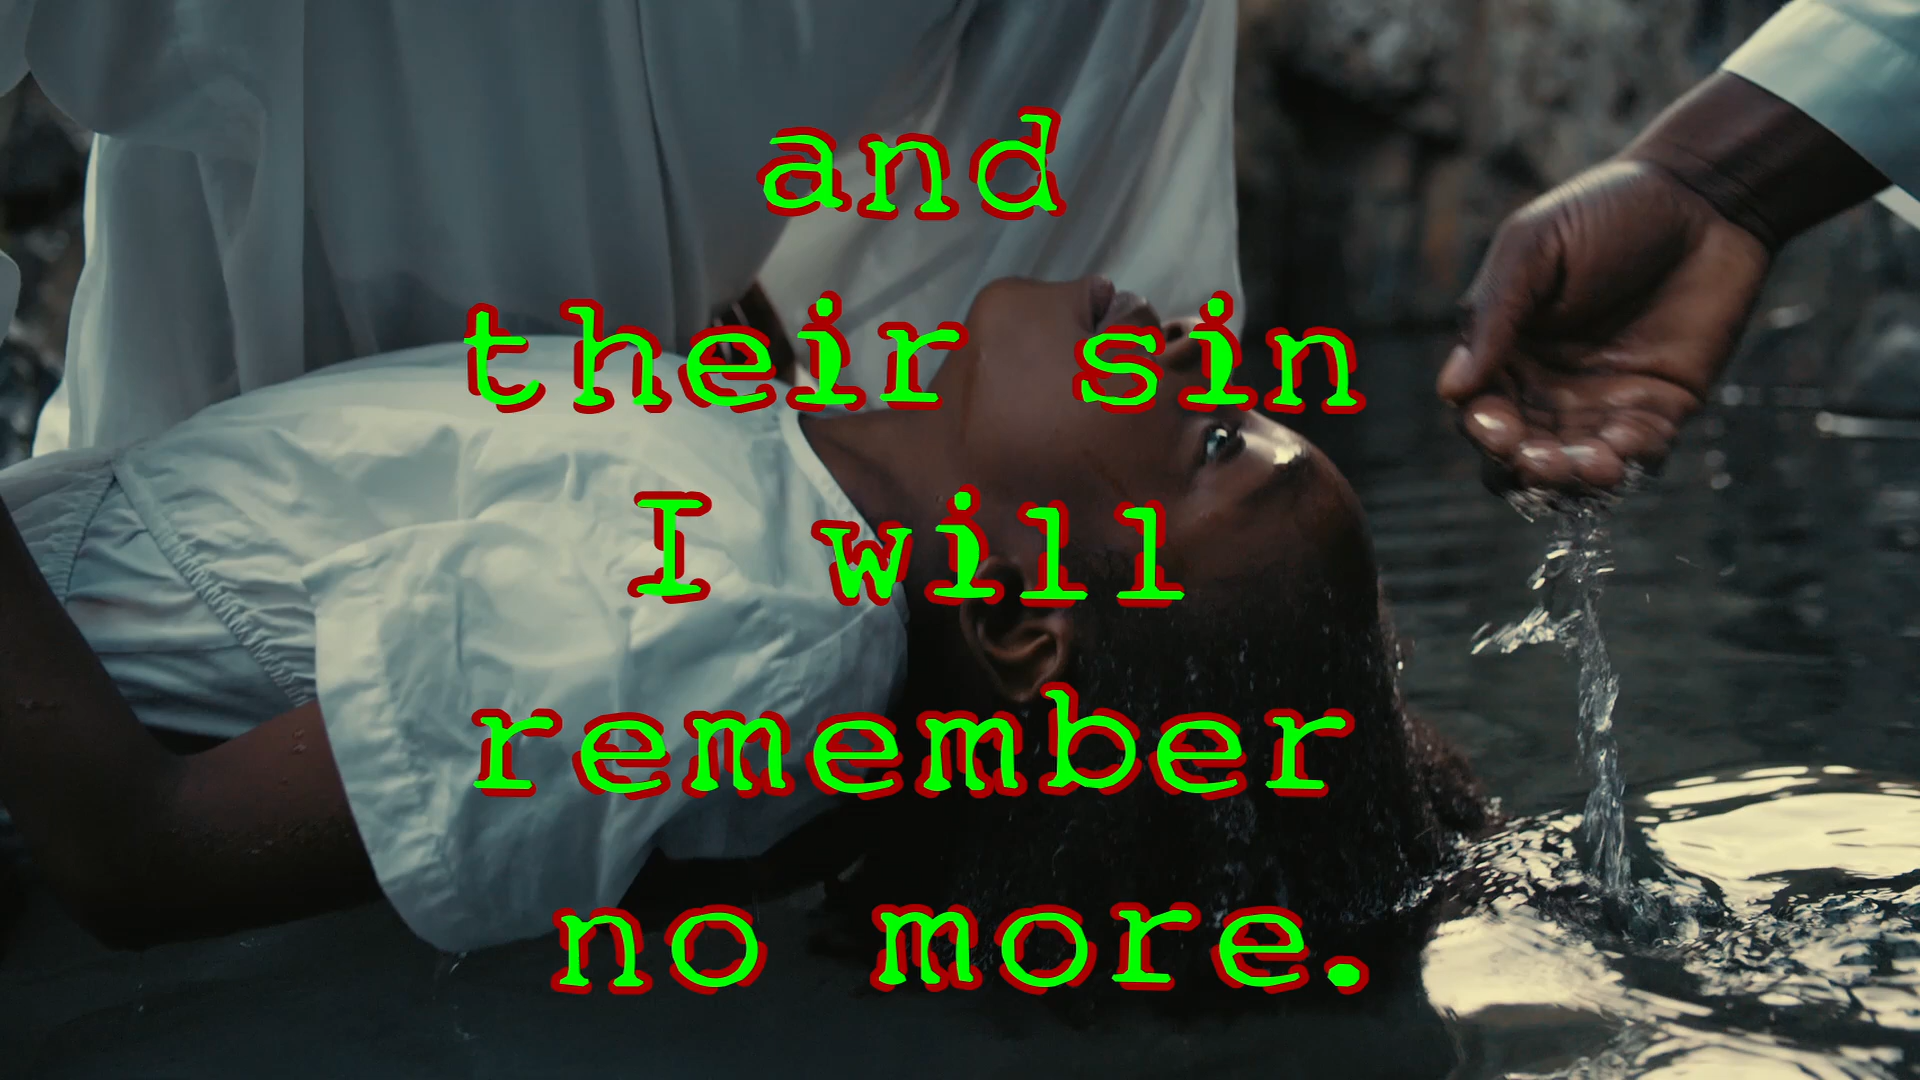 and
their sin
I will
remember
no more.